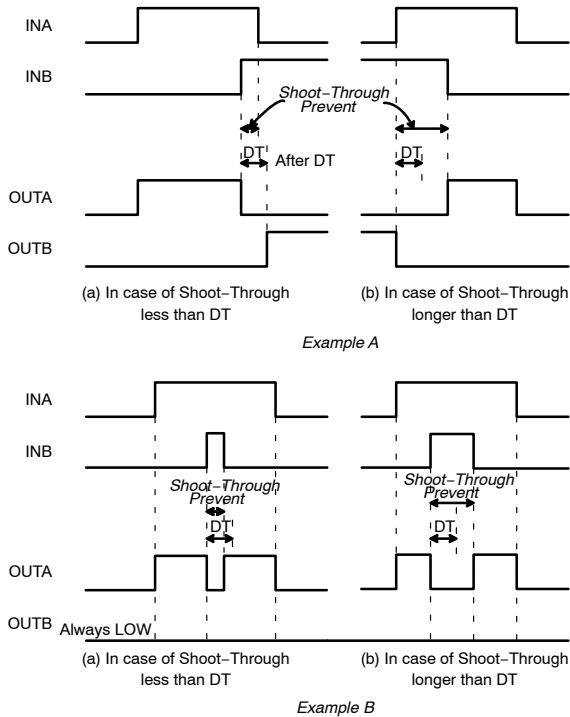 INA
INB
Shoot−Through
Prevent
DT
After DT
DT
OUTA
OUTB
(a) In case of Shoot−Through
less than DT
(b) In case of Shoot−Through
longer than DT
Example A
INA
INB
Shoot−Through
Prevent
DT
Shoot−Through
Prevent
DT
OUTA
OUTB
Always LOW
(a) In case of Shoot−Through
less than DT
(b) In case of Shoot−Through
longer than DT
Example B